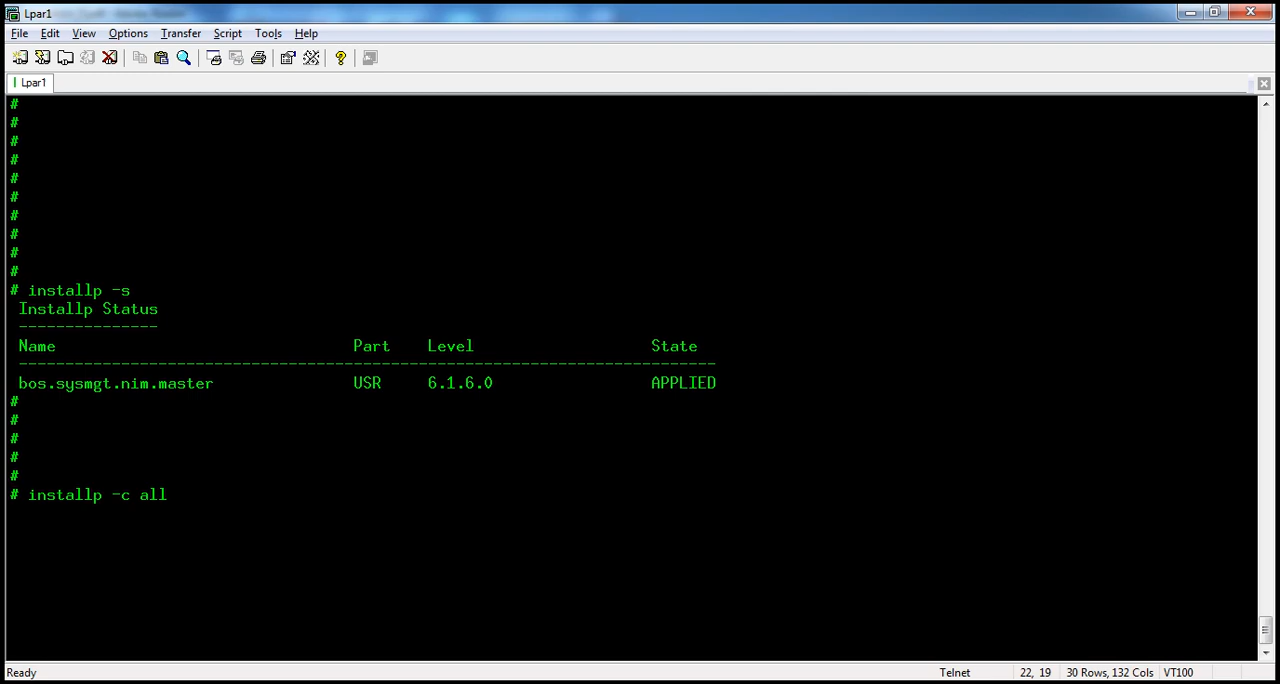 Lpar1
File Edit View Options Transfer Script Tools Help
Lpar1
#
#
#
#
#
#
#
#
#
#
# installp -s
Installp Status
---------------
Name Part Level State
---------------------------------------------------------------------------
bos.sysmgt.nim.master USR 6.1.6.0 APPLIED
#
#
#
#
#
# installp -c all
Ready Telnet 22, 19 30 Rows, 132 Cols VT100